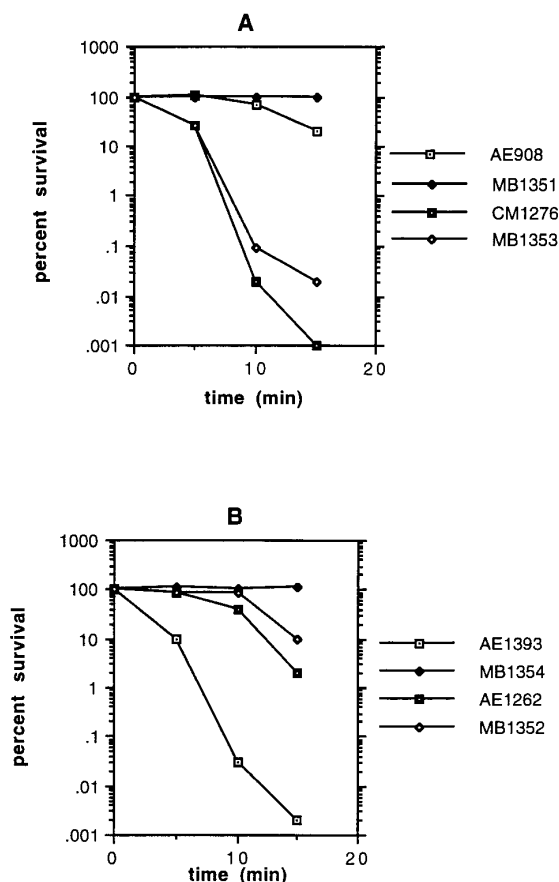 A
1000
100
10
1
.1
.01
.001
percent survival
0
10
20
time (min)
AE908
MB1351
CM1276
MB1353
B
1000
100
10
1
.1
.01
.001
percent survival
0
10
20
time (min)
AE1393
MB1354
AE1262
MB1352